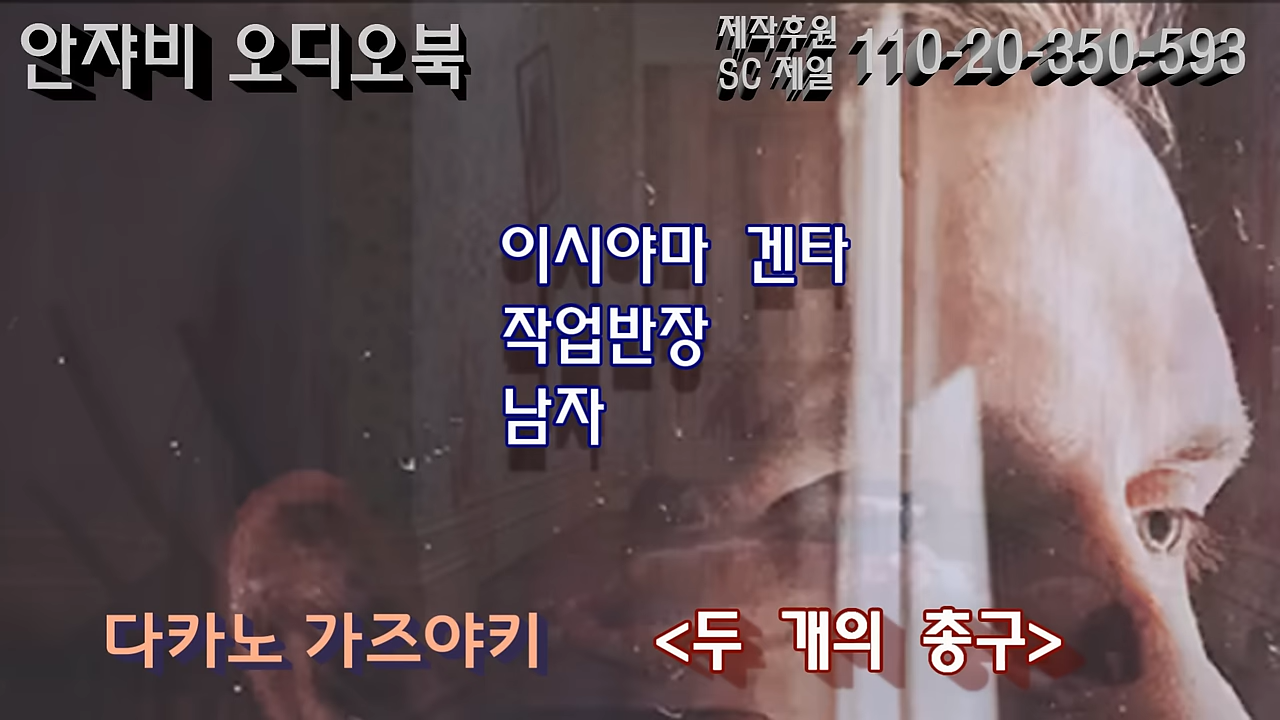 안쟈비 오디오북
제작후원
SC 제일
110-20-350-593
이시야마 겐타
작업반장
남자
다카노 가즈야키
<두 개의 총구>